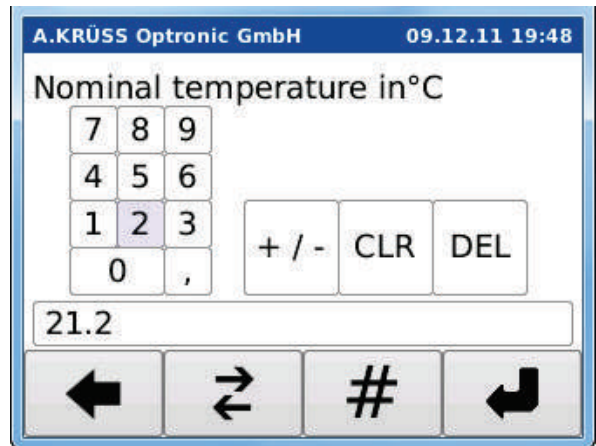 A.KRÜSS Optronic GmbH 09.12.11 19:48
Nominal temperature in°C
7 8 9
4 5 6
1 2 3
+ / - CLR DEL
0 ,
21.2
#